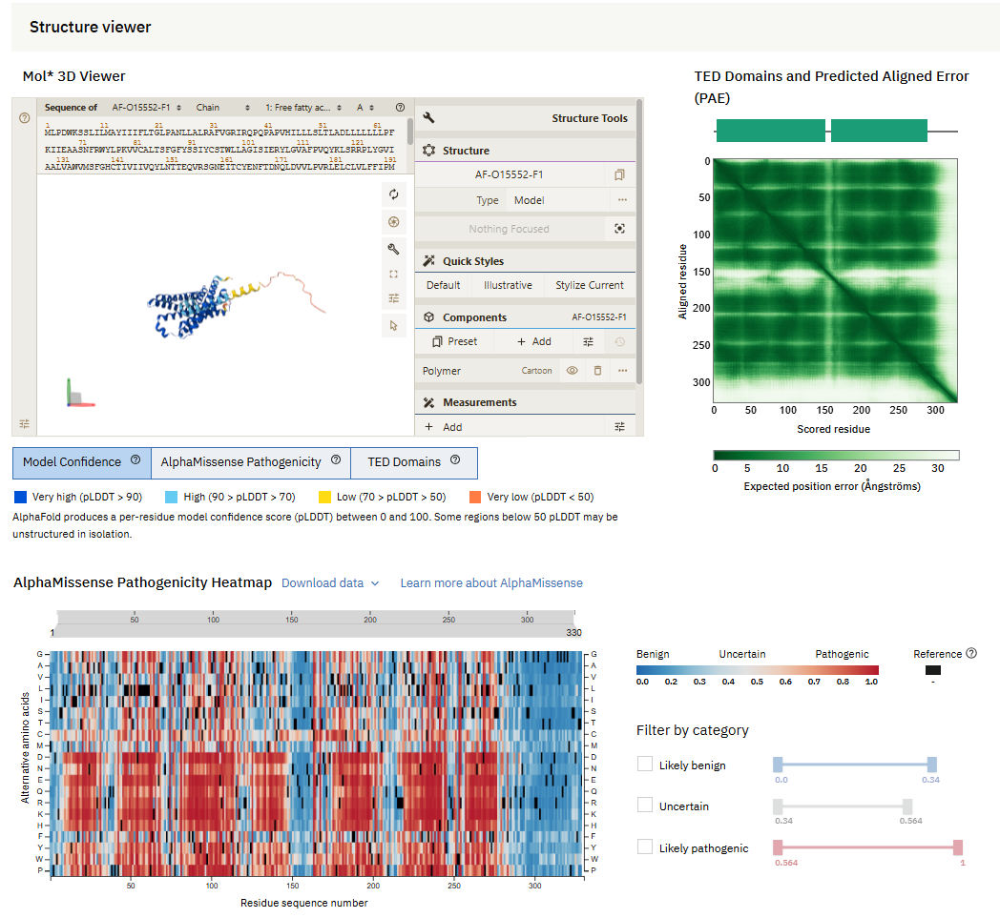 Structure viewer
Mol* 3D Viewer
TED Domains and Predicted Aligned Error
(PAE)
Sequence of AF-O15552-F1 Chain 1: Free fatty ac... A
1 11 21 31 41 51 61
MLPDWKSSLILMAYIIIFLTGLPANLLALRAFVGRIRQPQPAPVHILLLSLTLADLLLLLLLPF
71 81 91 101 111 121
KIIEAASNFRWYLPKVVCALTSFGFYSSIYCSTWLLAGISIERYLGVAFPVQYKLSRRPLYGVI
131 141 151 161 171 181 191
AALVAWVMSFGHCTIVIIVQYLNTTEQVRSGNEITCYENFTDNQLDVVLPVRLELCLVLFFIPM
Structure Tools
Structure
AF-O15552-F1
Type Model
Nothing Focused
Quick Styles
Default Illustrative Stylize Current
Components AF-O15552-F1
Preset + Add
Polymer Cartoon
Measurements
+ Add
0
50
100
150
200
250
300
Aligned residue
0 50 100 150 200 250 300
Scored residue
0 5 10 15 20 25 30
Expected position error (Ångströms)
Model Confidence AlphaMissense Pathogenicity TED Domains
Very high (pLDDT > 90) High (90 > pLDDT > 70) Low (70 > pLDDT > 50) Very low (pLDDT < 50)
AlphaFold produces a per-residue model confidence score (pLDDT) between 0 and 100. Some regions below 50 pLDDT may be
unstructured in isolation.
AlphaMissense Pathogenicity Heatmap Download data Learn more about AlphaMissense
50 100 150 200 250 300
1 330
G G
A A
V V
L L
I I
S S
T T
C C
M M
D D
N N
E E
Q Q
R R
K K
H H
F F
Y Y
W W
P P
Alternative amino acids
50 100 150 200 250 300
Residue sequence number
Benign Uncertain Pathogenic Reference
0.0 0.2 0.3 0.4 0.5 0.6 0.7 0.8 1.0 -
Filter by category
Likely benign
0.0 0.34
Uncertain
0.34 0.564
Likely pathogenic
0.564 1